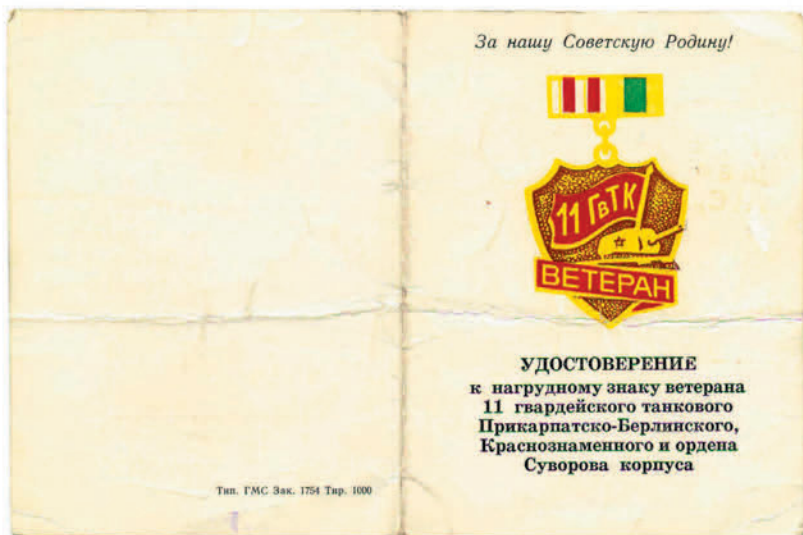 Тип. ГМС Зак. 1754 Тир. 1000
За нашу Советскую Родину!
11 ГвТК
ВЕТЕРАН
УДОСТОВЕРЕНИЕ
к нагрудному знаку ветерана
11 гвардейского танкового
Прикарпатско-Берлинского,
Краснознаменного и ордена
Суворова корпуса